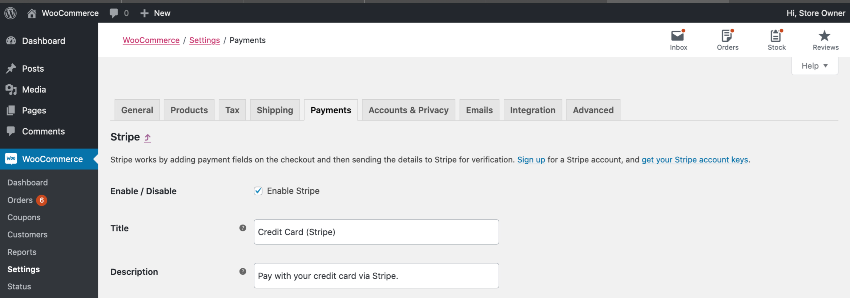 WooCommerce 0 + New Hi, Store Owner
Dashboard
Posts
Media
Pages
Comments
WooCommerce
Dashboard
Orders 6
Coupons
Customers
Reports
Settings
Status
WooCommerce / Settings / Payments
Inbox Orders Stock Reviews
Help
General Products Tax Shipping Payments Accounts & Privacy Emails Integration Advanced
Stripe
Stripe works by adding payment fields on the checkout and then sending the details to Stripe for verification. Sign up for a Stripe account, and get your Stripe account keys.
Enable / Disable Enable Stripe
Title ? Credit Card (Stripe)
Description ? Pay with your credit card via Stripe.